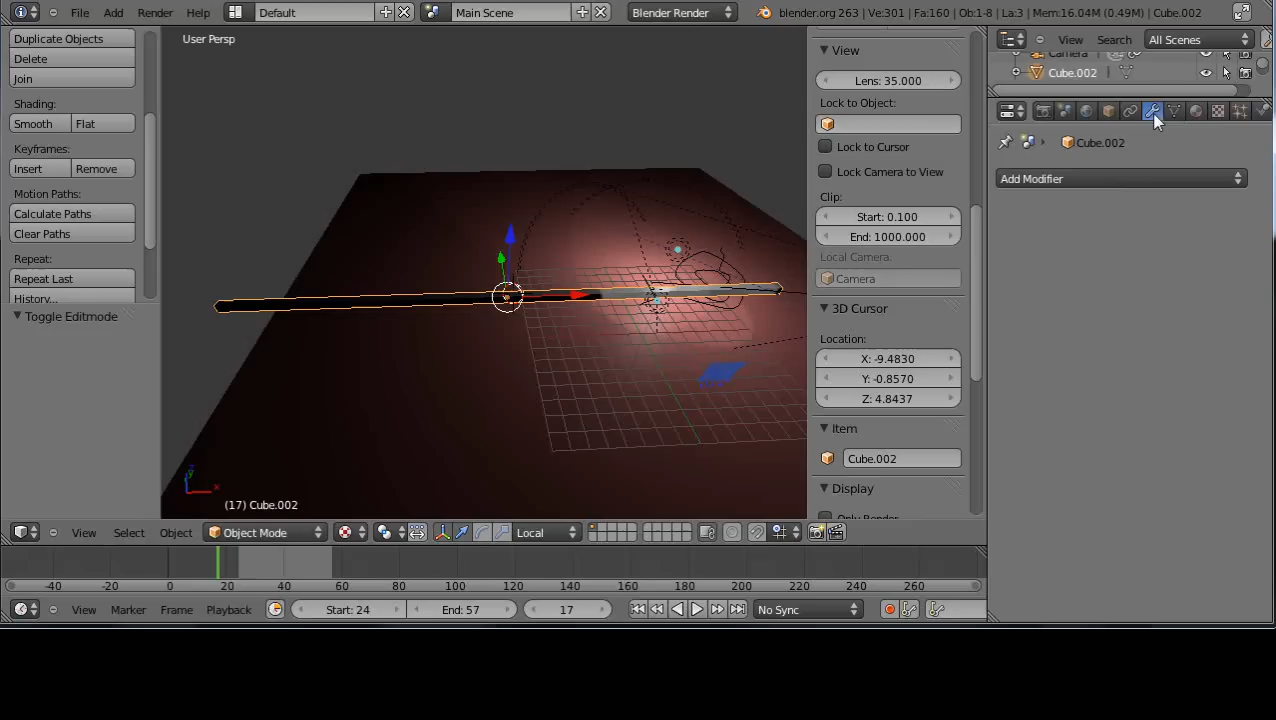 File Add Render Help Default Main Scene Blender Render blender.org 263 | Ve:301 | Fa:160 | Ob:1-8 | La:3 | Mem:16.04M (0.49M) | Cube.002
Duplicate Objects
Delete
Join
Shading:
Smooth Flat
Keyframes:
Insert Remove
Motion Paths:
Calculate Paths
Clear Paths
Repeat:
Repeat Last
History...
Toggle Editmode
User Persp
(17) Cube.002
View
Lens: 35.000
Lock to Object:
Lock to Cursor
Lock Camera to View
Clip:
Start: 0.100
End: 1000.000
Local Camera:
Camera
3D Cursor
Location:
X: -9.4830
Y: -0.8570
Z: 4.8437
Item
Cube.002
Display
Only Render
View Search All Scenes
Camera
Cube.002
Cube.002
Add Modifier
View Select Object Object Mode Local
-40 -20 0 20 40 60 80 100 120 140 160 180 200 220 240 260
View Marker Frame Playback Start: 24 End: 57 17 No Sync